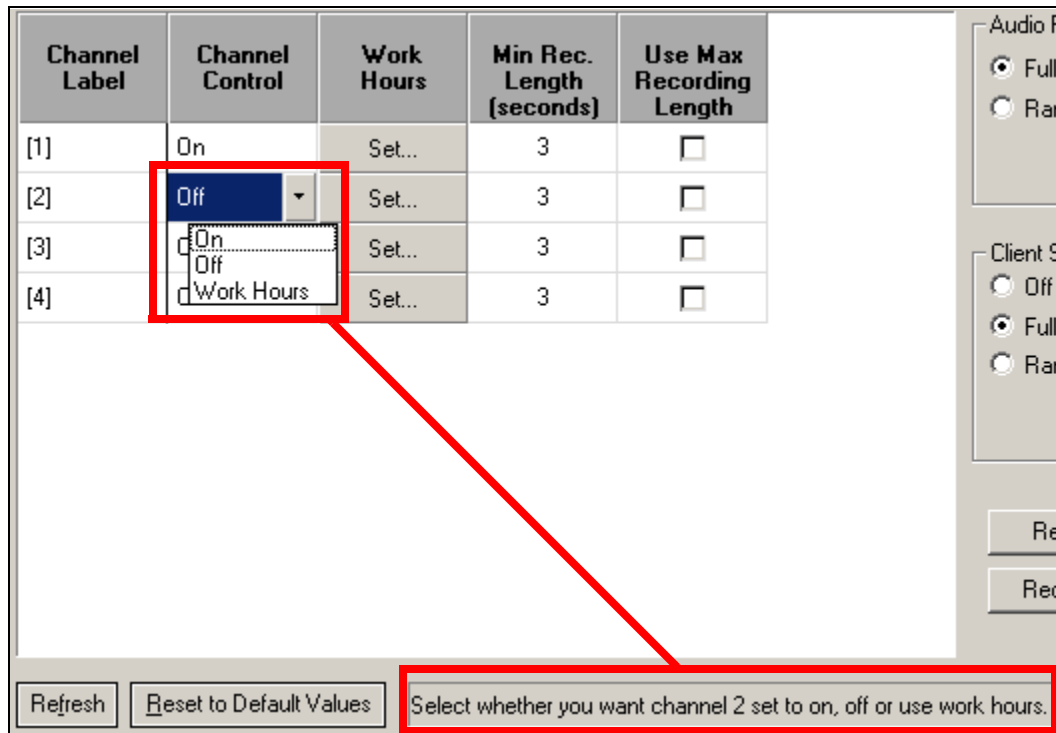 Channel Label
Channel Control
Work Hours
Min Rec. Length (seconds)
Use Max Recording Length
[1] On Set... 3
[2] Off Set... 3
[3] Set... 3
[4] Set... 3
On
Off
Work Hours
Audio
Full
Client
Off
Full
Refresh
Reset to Default Values
Select whether you want channel 2 set to on, off or use work hours.